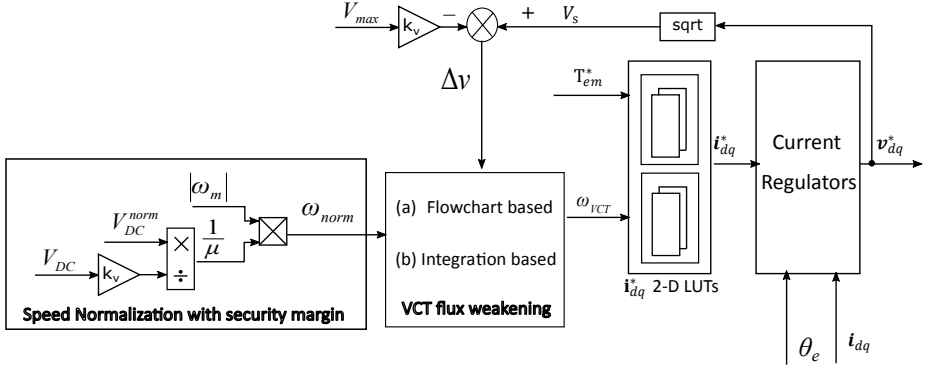 V_max
k_v
−
+
V_s
sqrt
Δv
T*_em
i*_dq
Current
Regulators
v*_dq
|ω_m|
V_DC^norm
1/μ
ω_norm
V_DC
k_v
×
÷
(a) Flowchart based
(b) Integration based
ω_VCT
i*_dq 2-D LUTs
Speed Normalization with security margin
VCT flux weakening
θ_e
i_dq